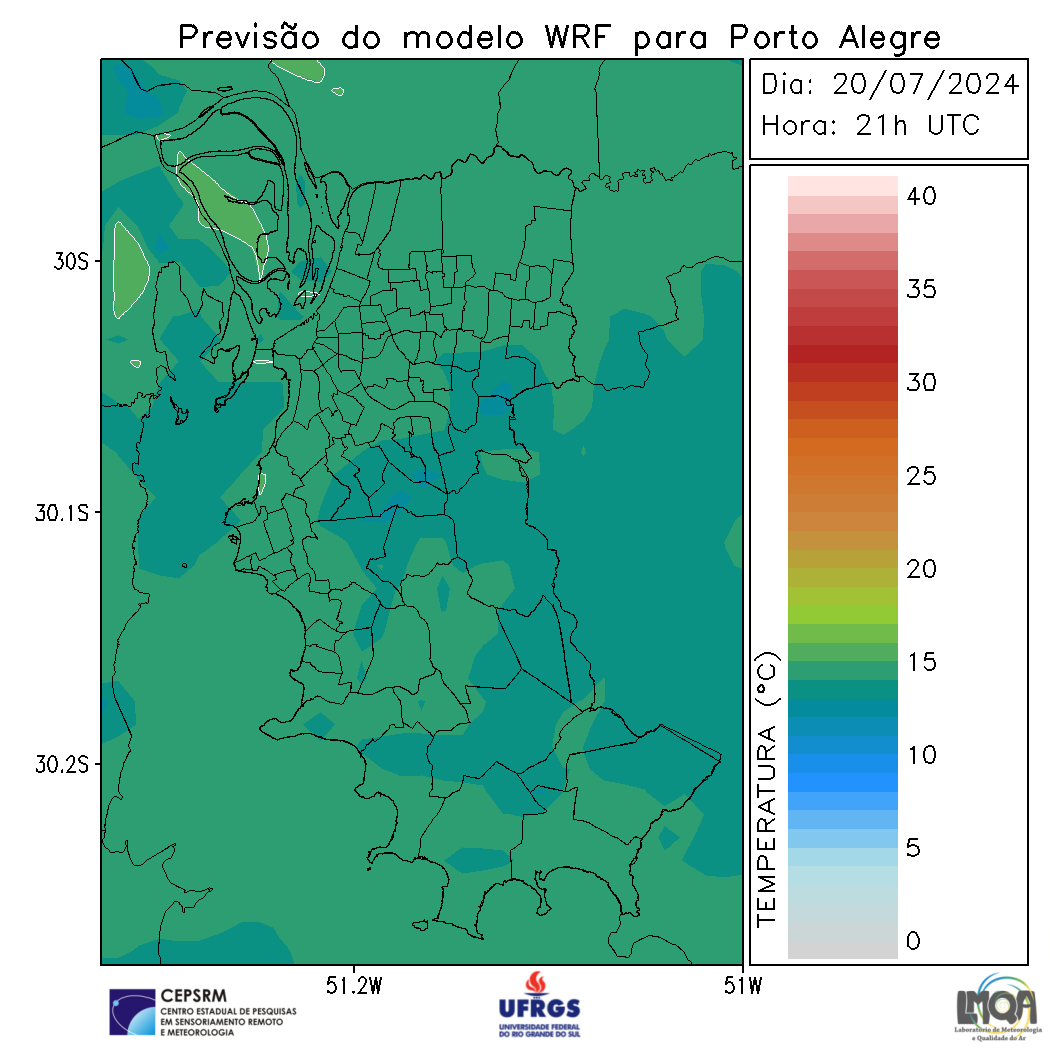 Previsão do modelo WRF para Porto Alegre
Dia: 20/07/2024
Hora: 21h UTC
40
35
30
25
20
15
10
5
0
TEMPERATURA (°C)
30S
30.1S
30.2S
51.2W
51W
CEPSRM
CENTRO ESTADUAL DE PESQUISAS
EM SENSORIAMENTO REMOTO
E METEOROLOGIA
UFRGS
UNIVERSIDADE FEDERAL
DO RIO GRANDE DO SUL
LMQA
Laboratório de Meteorologia
e Qualidade do Ar